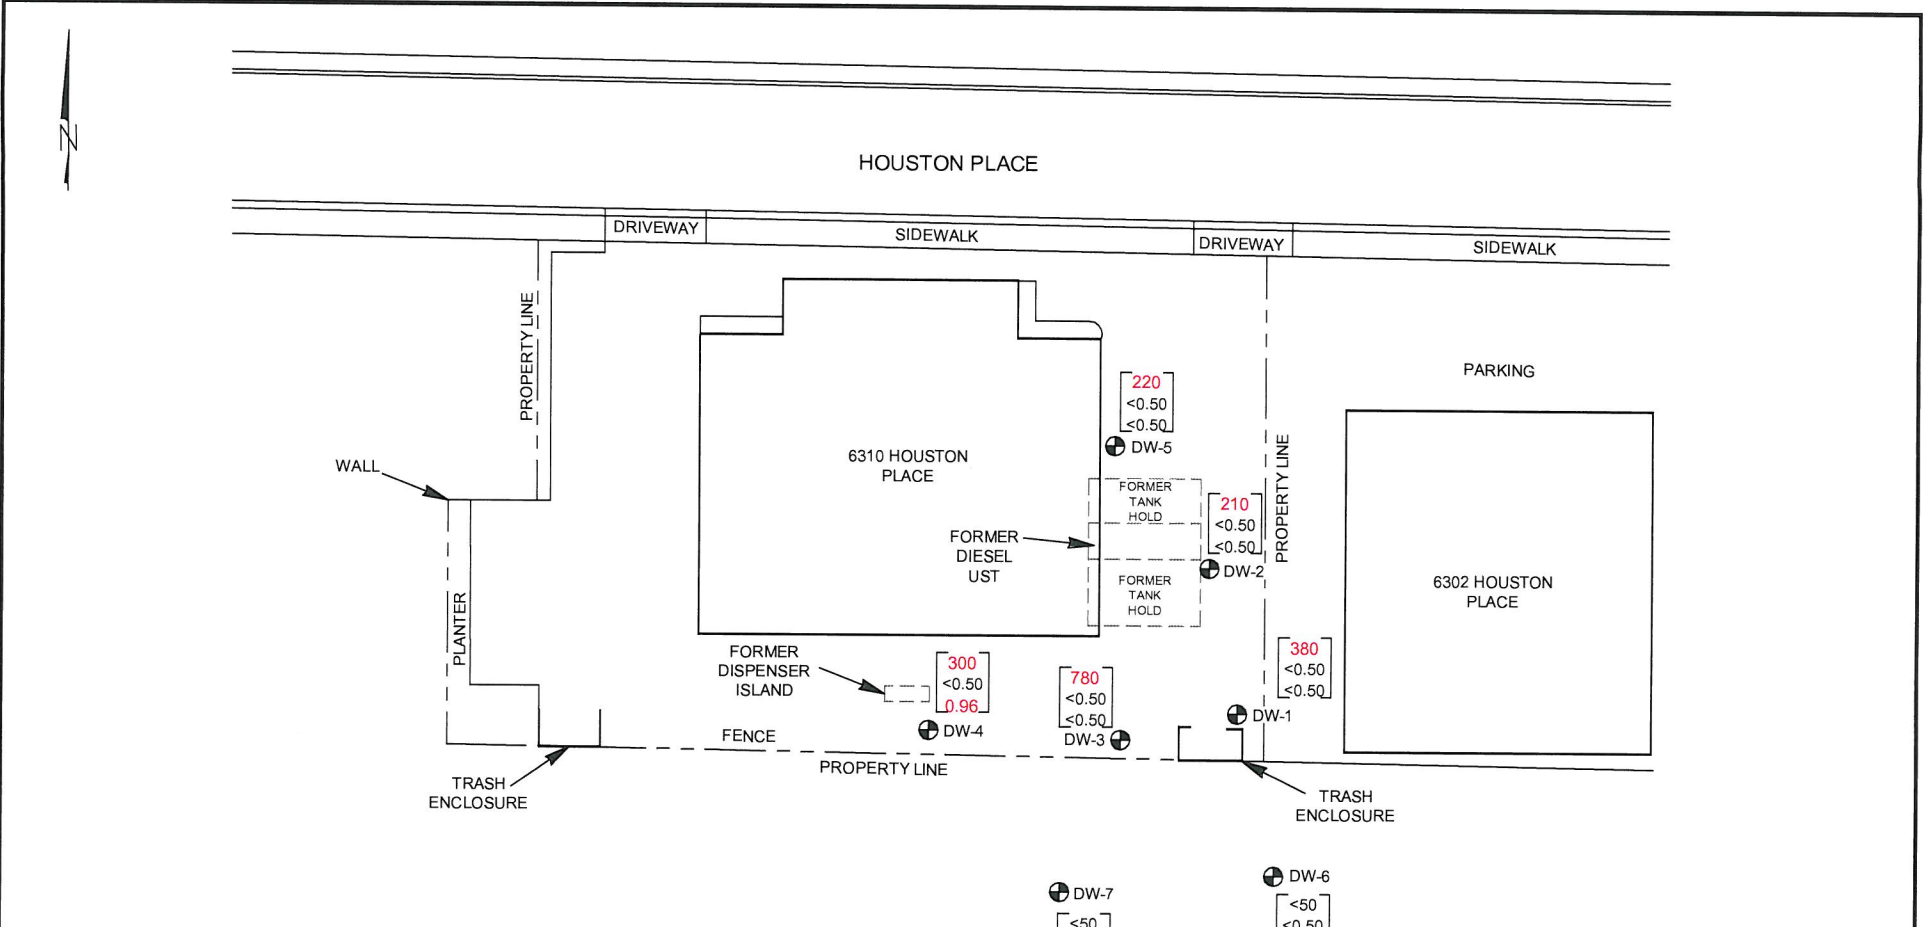 N
HOUSTON PLACE
DRIVEWAY
SIDEWALK
DRIVEWAY
SIDEWALK
PROPERTY LINE
PARKING
220
<0.50
<0.50
DW-5
WALL
6310 HOUSTON
PLACE
PROPERTY LINE
FORMER
TANK
HOLD
210
<0.50
<0.50
DW-2
FORMER
DIESEL
UST
FORMER
TANK
HOLD
6302 HOUSTON
PLACE
PLANTER
FORMER
DISPENSER
ISLAND
300
<0.50
0.96
DW-4
780
<0.50
<0.50
DW-3
380
<0.50
<0.50
DW-1
FENCE
PROPERTY LINE
TRASH
ENCLOSURE
TRASH
ENCLOSURE
DW-7
<50
DW-6
<50
<0.50